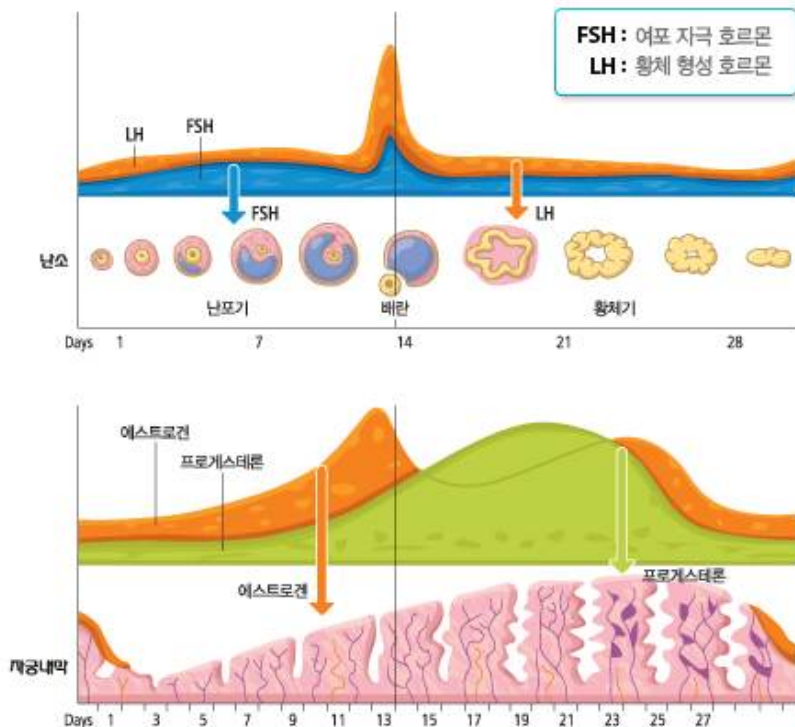 FSH : 여포 자극 호르몬
LH : 황체 형성 호르몬
LH
FSH
FSH
LH
난소
난포기
배란
황체기
Days 1 7 14 21 28
에스트로겐
프로게스테론
에스트로겐
프로게스테론
자궁내막
Days 1 3 5 7 9 11 13 15 17 19 21 23 25 27